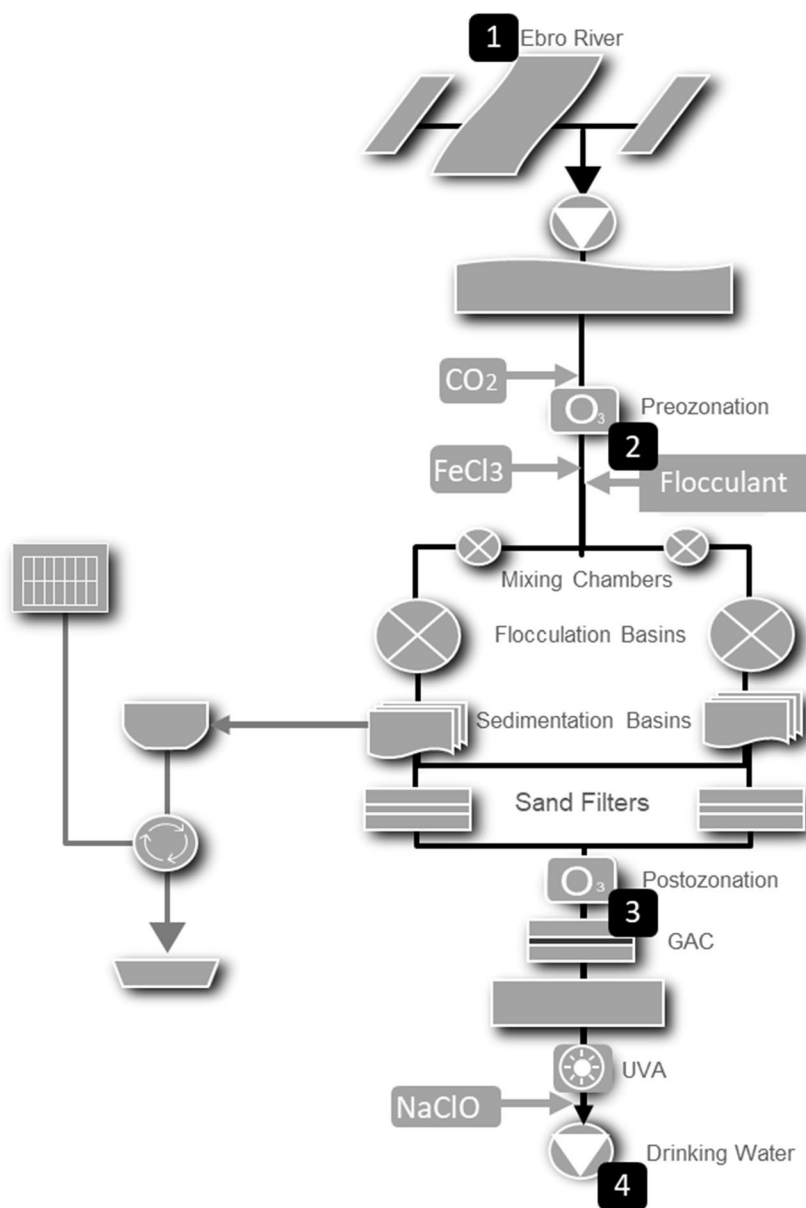 1 Ebro River
CO2
O3 Preozonation
2
FeCl3
Flocculant
Mixing Chambers
Flocculation Basins
Sedimentation Basins
Sand Filters
O3 Postozonation
3
GAC
UVA
NaClO
Drinking Water
4